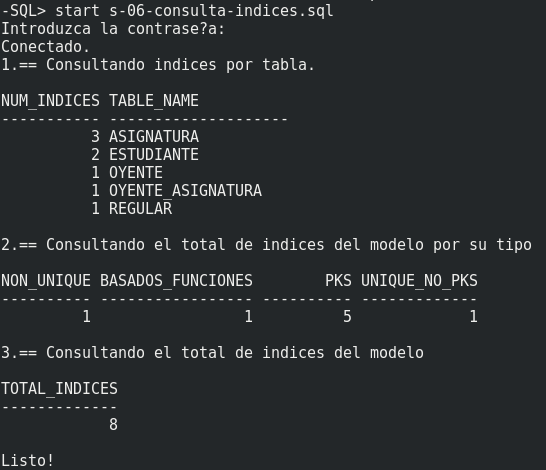 -SQL> start s-06-consulta-indices.sql
Introduzca la contrase?a:
Conectado.
1.== Consultando indices por tabla.
NUM_INDICES TABLE_NAME
----------- --------------------
          3 ASIGNATURA
          2 ESTUDIANTE
          1 OYENTE
          1 OYENTE_ASIGNATURA
          1 REGULAR
2.== Consultando el total de indices del modelo por su tipo
NON_UNIQUE BASADOS_FUNCIONES        PKS UNIQUE_NO_PKS
---------- ----------------- ---------- -------------
         1                 1          5             1
3.== Consultando el total de indices del modelo
TOTAL_INDICES
-------------
            8
Listo!